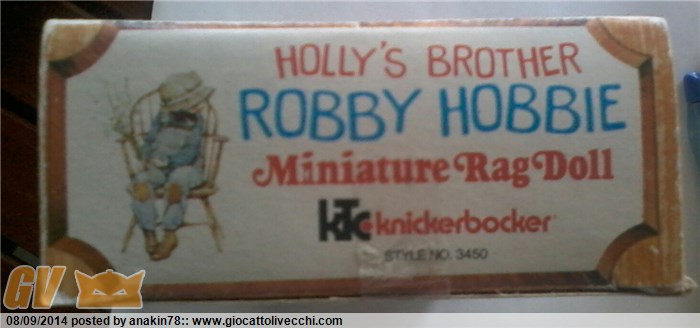 HOLLY'S BROTHER
ROBBY HOBBIE
Miniature Rag Doll
KTC knickerbocker
STYLE NO. 3450
GV
08/09/2014 posted by anakin78:: www.giocattolivecchi.com